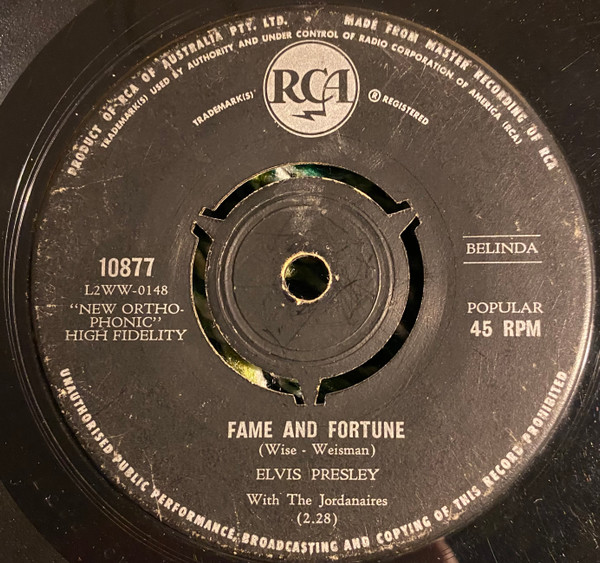 PRODUCT OF RCA OF AUSTRALIA PTY. LTD. • MADE FROM MASTER RECORDING OF RCA
TRADEMARK(S) USED BY AUTHORITY AND UNDER CONTROL OF RADIO CORPORATION OF AMERICA (RCA)
RCA
TRADEMARK(S)
® REGISTERED
BELINDA
10877
L2WW-0148
"NEW ORTHO-
PHONIC"
HIGH FIDELITY
POPULAR
45 RPM
FAME AND FORTUNE
(Wise - Weisman)
ELVIS PRESLEY
With The Jordanaires
(2.28)
UNAUTHORISED PUBLIC PERFORMANCE, BROADCASTING AND COPYING OF THIS RECORD PROHIBITED